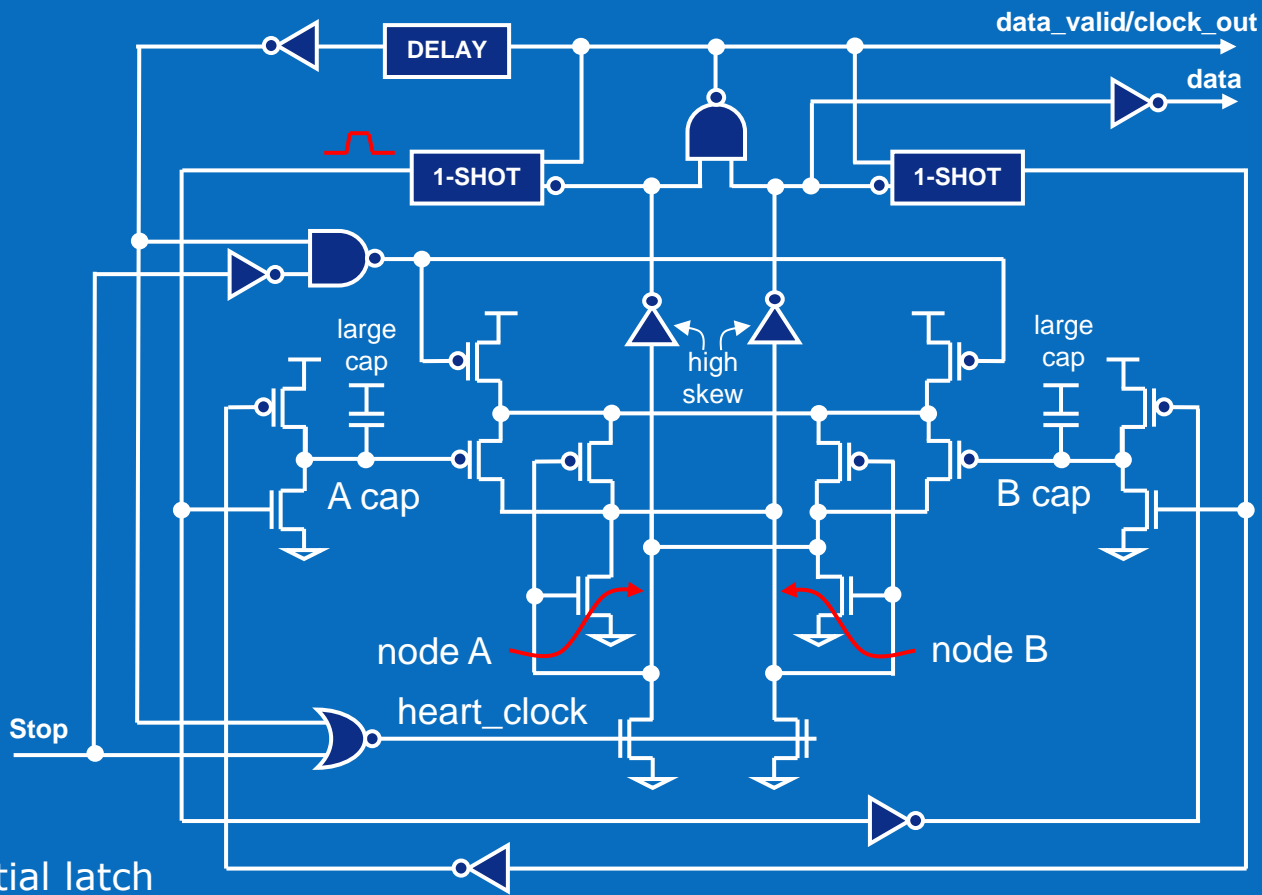 data_valid/clock_out
DELAY
data
1-SHOT
1-SHOT
large
cap
high
skew
large
cap
A cap
B cap
node A
node B
heart_clock
Stop
tial latch